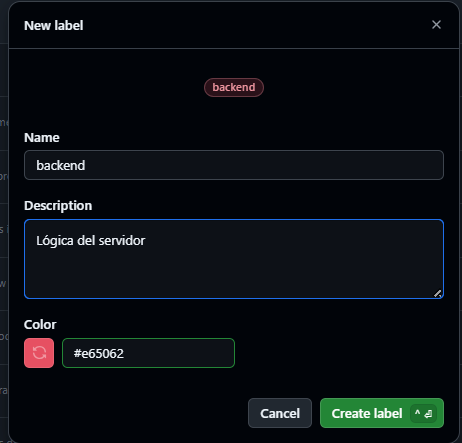 New label
backend
Name
backend
Description
Lógica del servidor
Color
#e65062
Cancel
Create label ^ ⏎